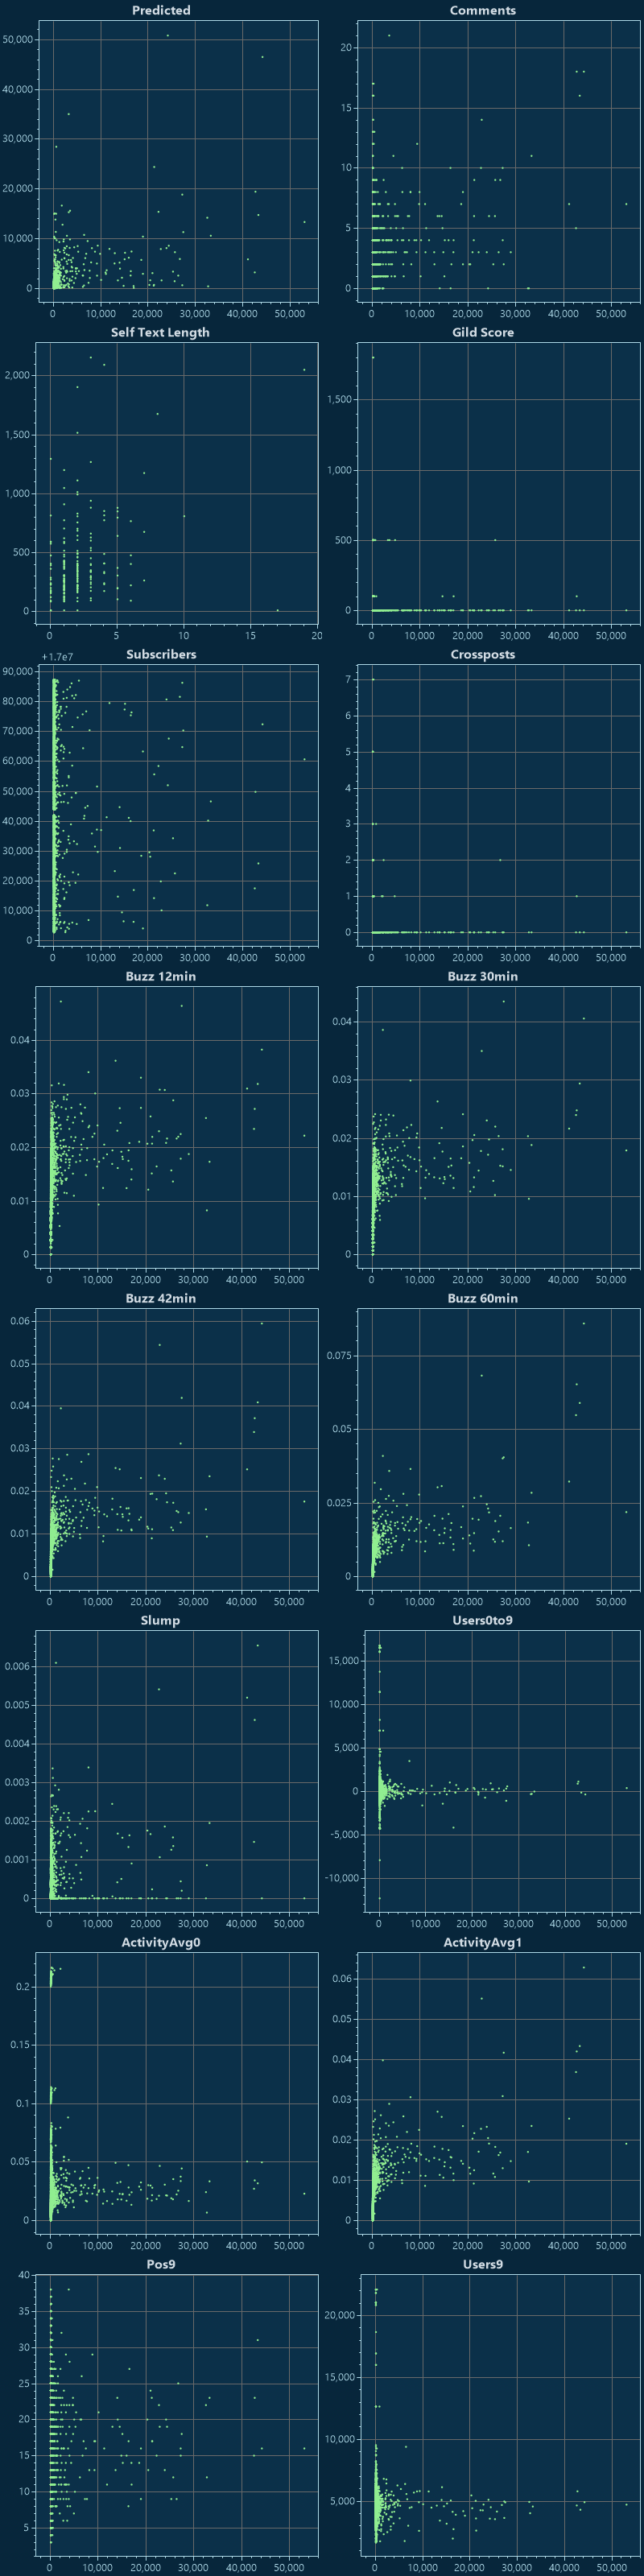 Predicted
50,000
40,000
30,000
20,000
10,000
0
0 10,000 20,000 30,000 40,000 50,000
Comments
20
15
10
5
0
0 10,000 20,000 30,000 40,000 50,000
Self Text Length
2,000
1,500
1,000
500
0
0 5 10 15 20
Gild Score
1,500
1,000
500
0
0 10,000 20,000 30,000 40,000 50,000
Subscribers
+1.7e7
90,000
80,000
70,000
60,000
50,000
40,000
30,000
20,000
10,000
0
0 10,000 20,000 30,000 40,000 50,000
Crossposts
7
6
5
4
3
2
1
0
0 10,000 20,000 30,000 40,000 50,000
Buzz 12min
0.04
0.03
0.02
0.01
0
0 10,000 20,000 30,000 40,000 50,000
Buzz 30min
0.04
0.03
0.02
0.01
0
0 10,000 20,000 30,000 40,000 50,000
Buzz 42min
0.06
0.05
0.04
0.03
0.02
0.01
0
0 10,000 20,000 30,000 40,000 50,000
Buzz 60min
0.075
0.05
0.025
0
0 10,000 20,000 30,000 40,000 50,000
Slump
0.006
0.005
0.004
0.003
0.002
0.001
0
0 10,000 20,000 30,000 40,000 50,000
Users0to9
15,000
10,000
5,000
0
-5,000
-10,000
0 10,000 20,000 30,000 40,000 50,000
ActivityAvg0
0.2
0.15
0.1
0.05
0
0 10,000 20,000 30,000 40,000 50,000
ActivityAvg1
0.06
0.05
0.04
0.03
0.02
0.01
0
0 10,000 20,000 30,000 40,000 50,000
Pos9
40
35
30
25
20
15
10
5
0 10,000 20,000 30,000 40,000 50,000
Users9
20,000
15,000
10,000
5,000
0 10,000 20,000 30,000 40,000 50,000